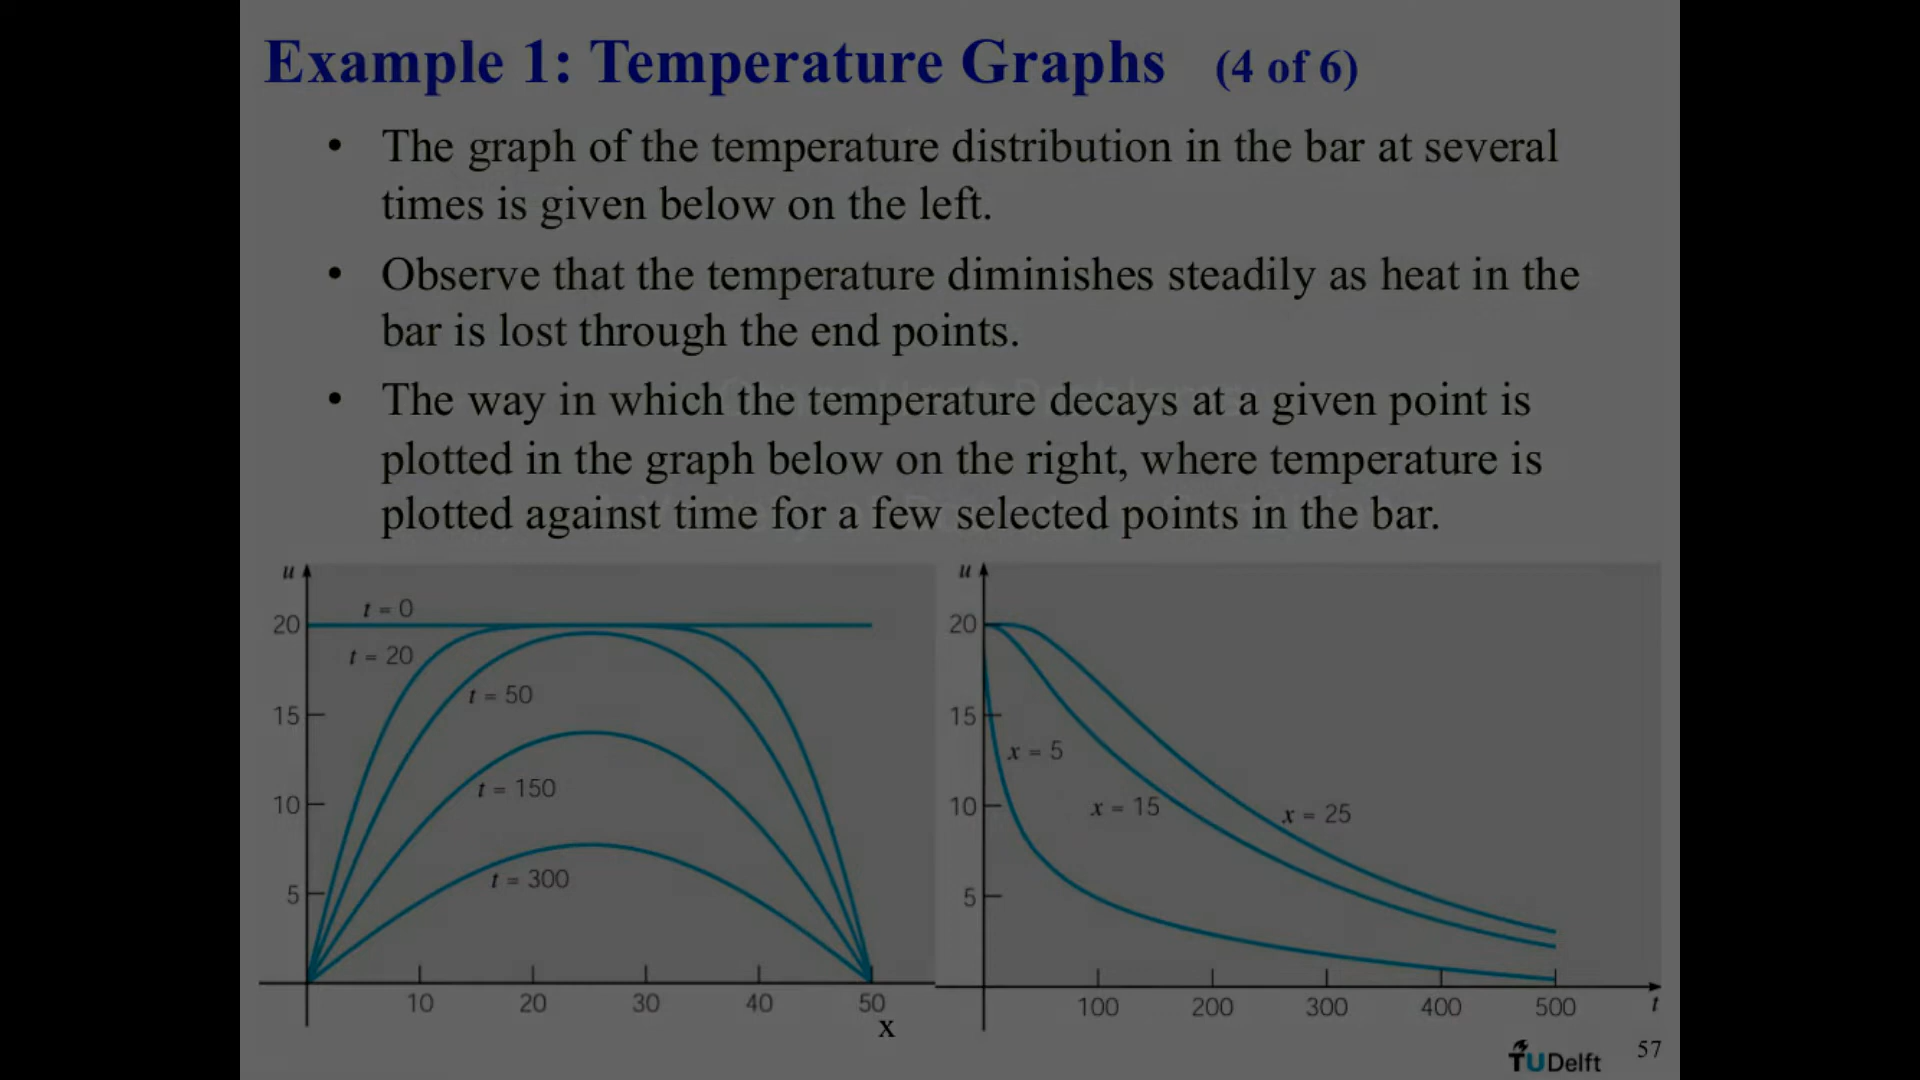 Example 1: Temperature Graphs (4 of 6)
• The graph of the temperature distribution in the bar at several
times is given below on the left.
• Observe that the temperature diminishes steadily as heat in the
bar is lost through the end points.
• The way in which the temperature decays at a given point is
plotted in the graph below on the right, where temperature is
plotted against time for a few selected points in the bar.
u
t = 0
20
t = 20
t = 50
15
t = 150
10
t = 300
5
10 20 30 40 50
x
u
20
15
x = 5
10
x = 15
x = 25
5
100 200 300 400 500 t
TUDelft
57